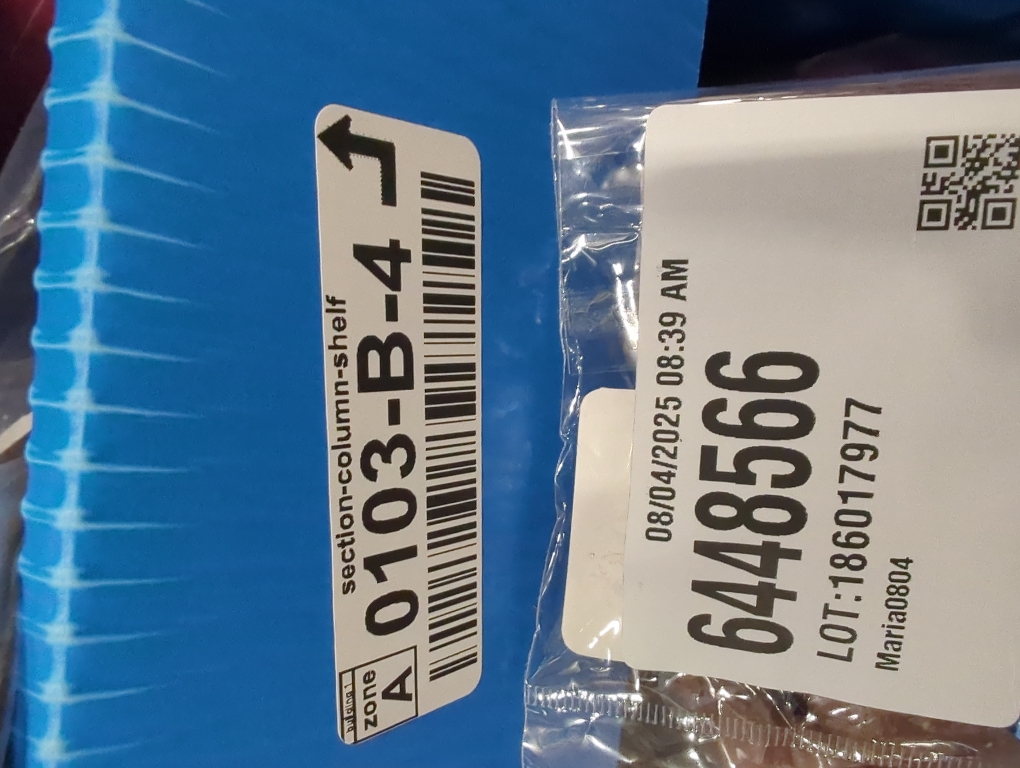 section-column-shelf
building 1
zone
A
0103-B-4
08/04/2025 08:39 AM
6448566
LOT:186017977
Maria0804